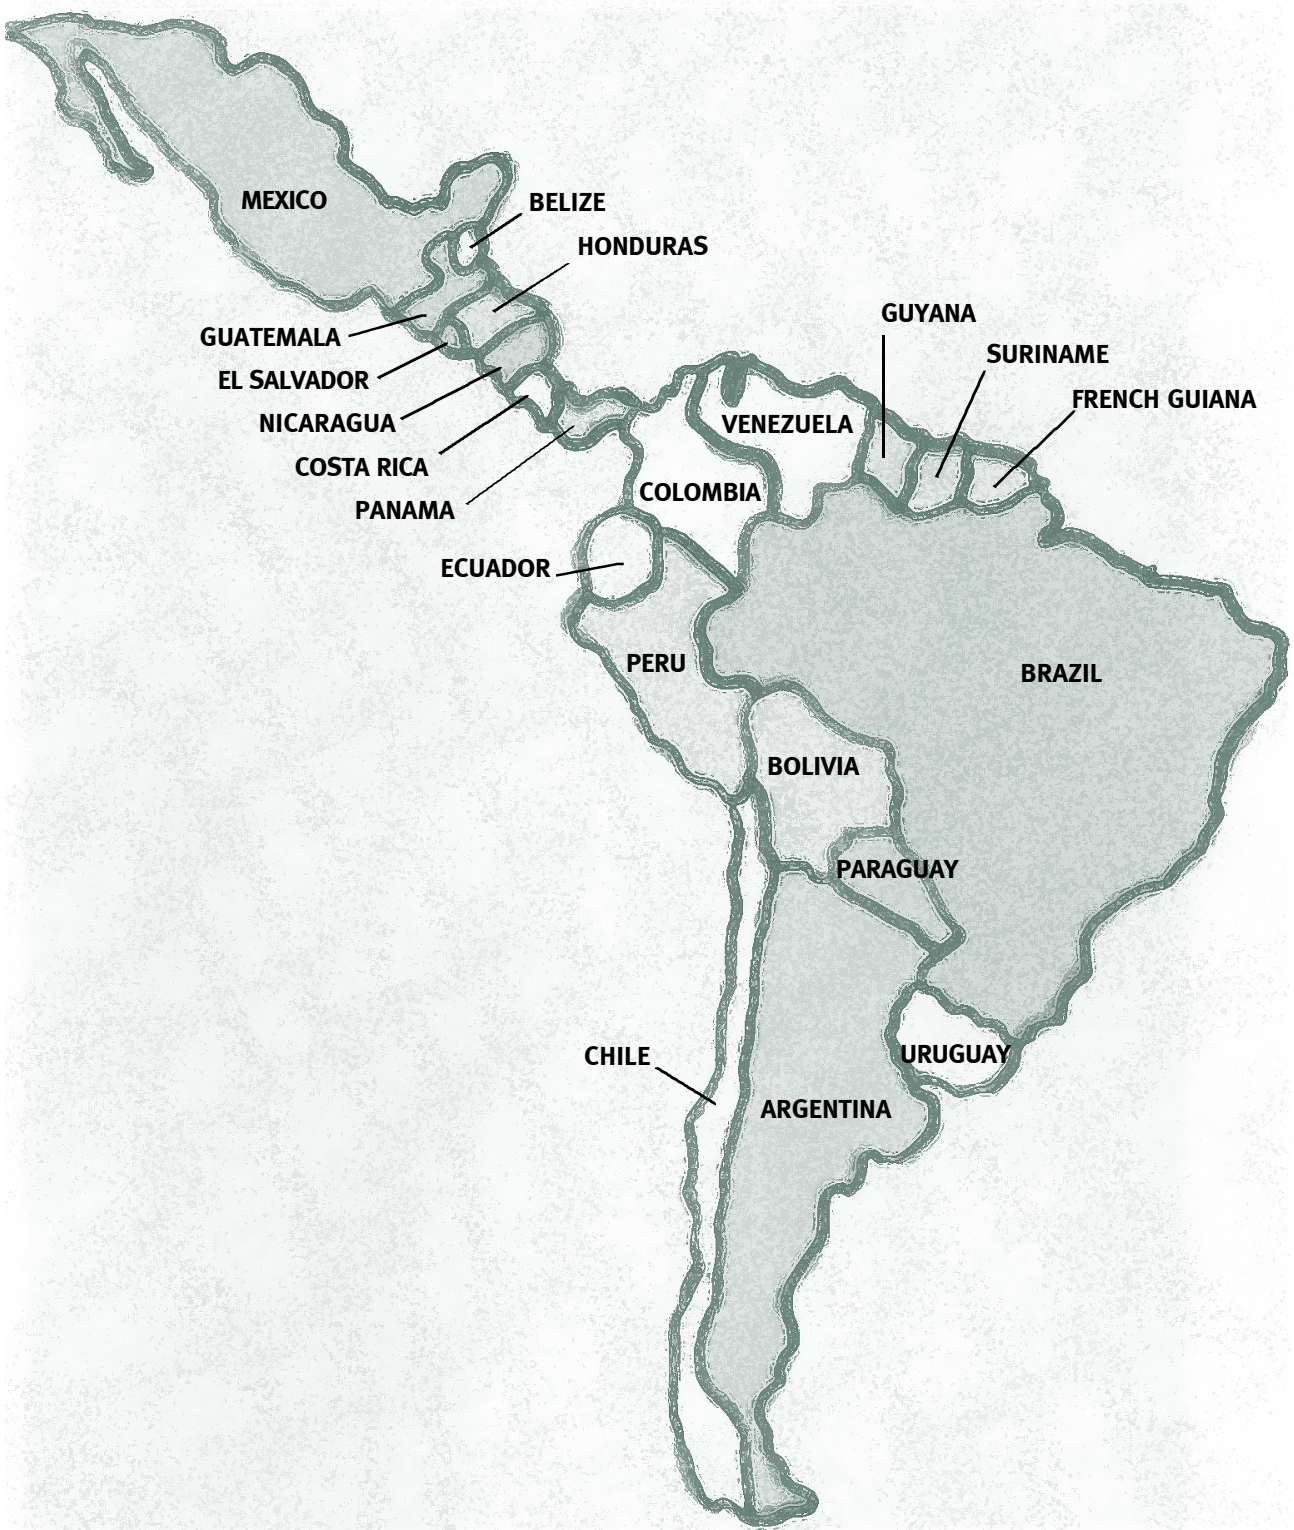 MEXICO
BELIZE
HONDURAS
GUYANA
GUATEMALA
SURINAME
EL SALVADOR
FRENCH GUIANA
NICARAGUA
VENEZUELA
COSTA RICA
COLOMBIA
PANAMA
ECUADOR
PERU
BRAZIL
BOLIVIA
PARAGUAY
URUGUAY
CHILE
ARGENTINA